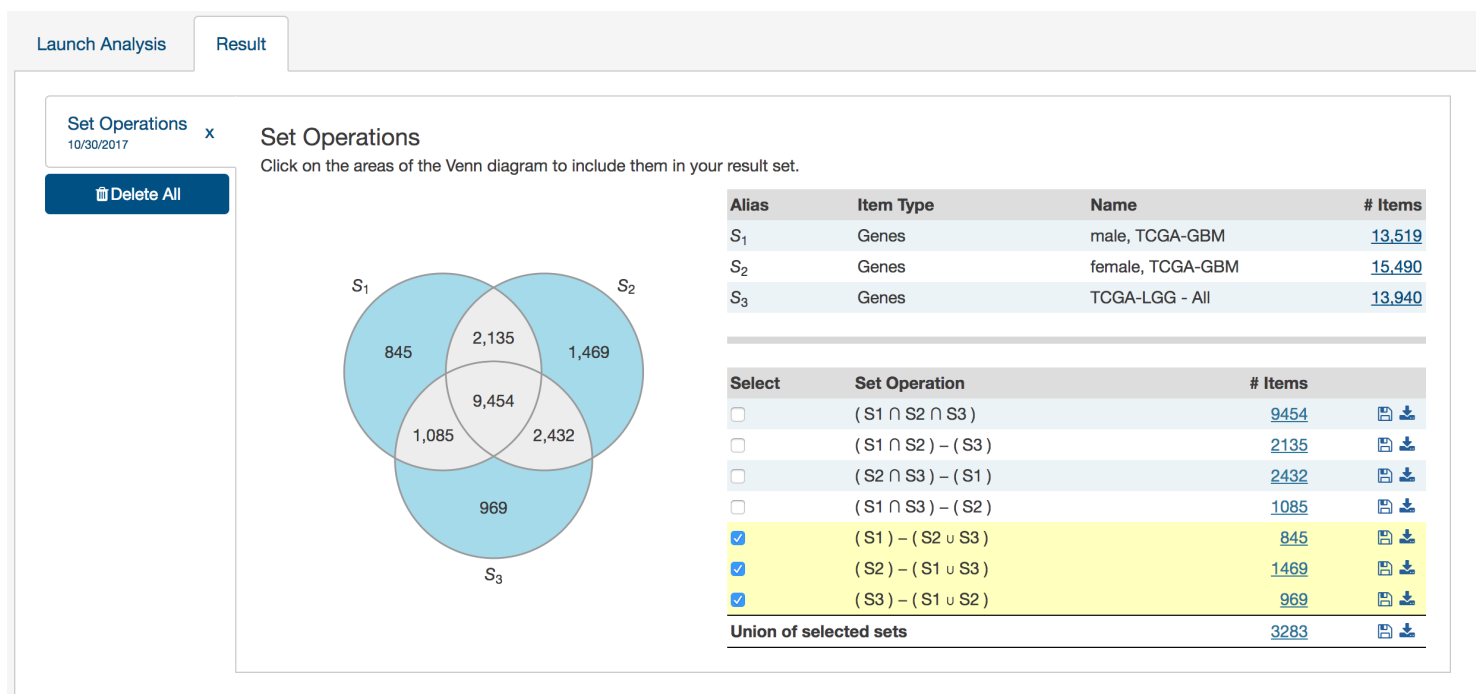 Launch Analysis Result
Set Operations x
10/30/2017
Delete All
Set Operations
Click on the areas of the Venn diagram to include them in your result set.
S1 S2
845 2,135 1,469
9,454
1,085 2,432
969
S3
Alias Item Type Name # Items
S1 Genes male, TCGA-GBM 13,519
S2 Genes female, TCGA-GBM 15,490
S3 Genes TCGA-LGG - All 13,940
Select Set Operation # Items
( S1 ∩ S2 ∩ S3 ) 9454
( S1 ∩ S2 ) − ( S3 ) 2135
( S2 ∩ S3 ) − ( S1 ) 2432
( S1 ∩ S3 ) − ( S2 ) 1085
( S1 ) − ( S2 ∪ S3 ) 845
( S2 ) − ( S1 ∪ S3 ) 1469
( S3 ) − ( S1 ∪ S2 ) 969
Union of selected sets 3283